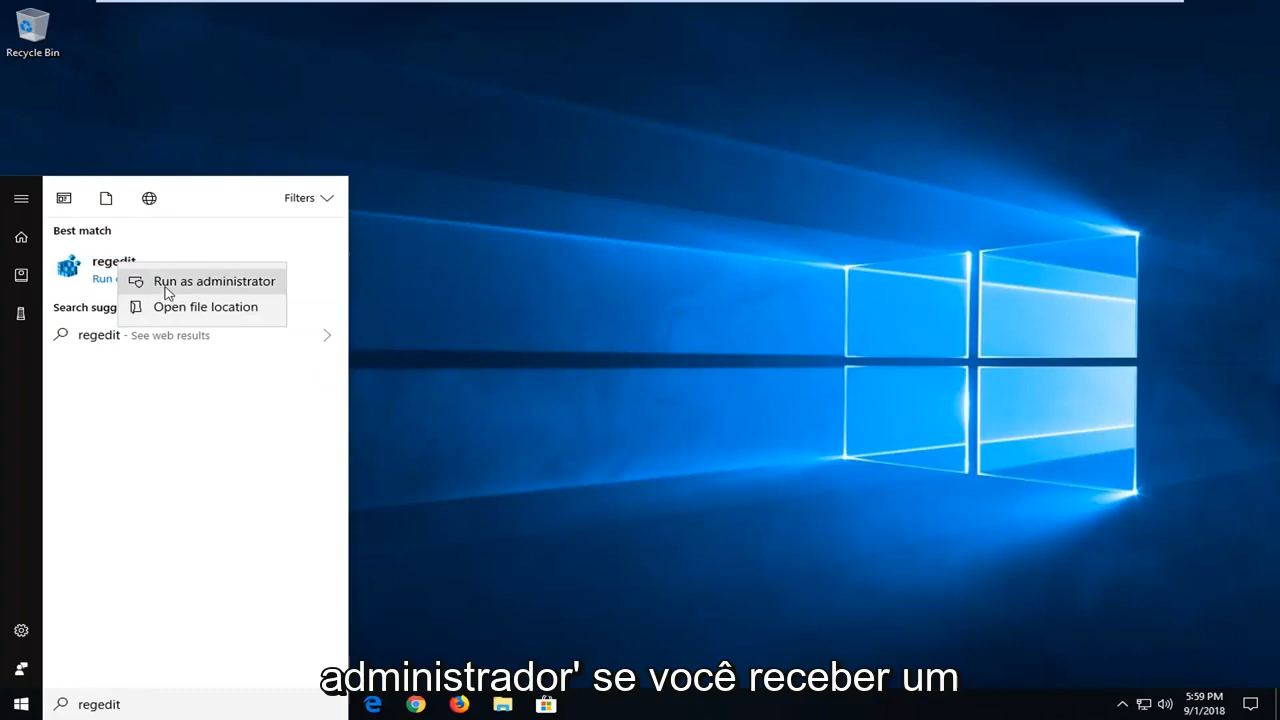 Recycle Bin
Filters
Best match
regedit
Run
Run as administrator
Search sugg
Open file location
regedit - See web results
administrador' se você receber um
regedit
5:59 PM
9/1/2018